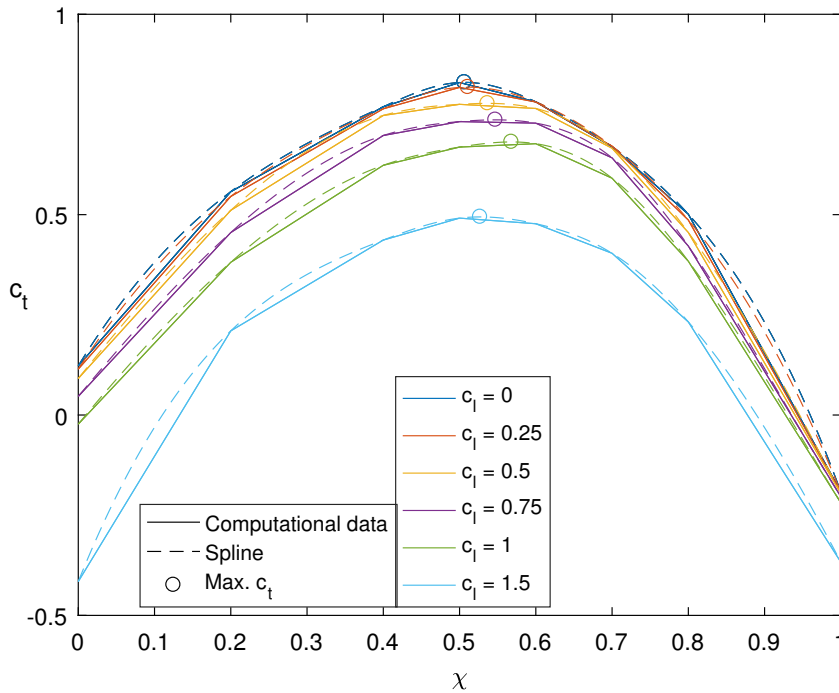 1
0.5
0
-0.5
c_t
c_l = 0
c_l = 0.25
c_l = 0.5
c_l = 0.75
c_l = 1
c_l = 1.5
Computational data
Spline
Max. c_t
0 0.1 0.2 0.3 0.4 0.5 0.6 0.7 0.8 0.9 1
χ